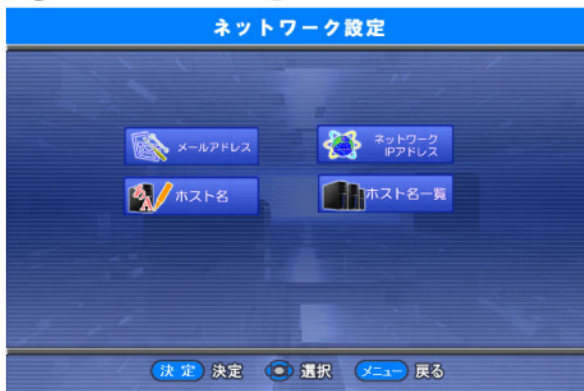 ネットワーク設定
メールアドレス
ネットワーク
IPアドレス
ホスト名
ホスト名一覧
決定 決定 選択 メニュー 戻る